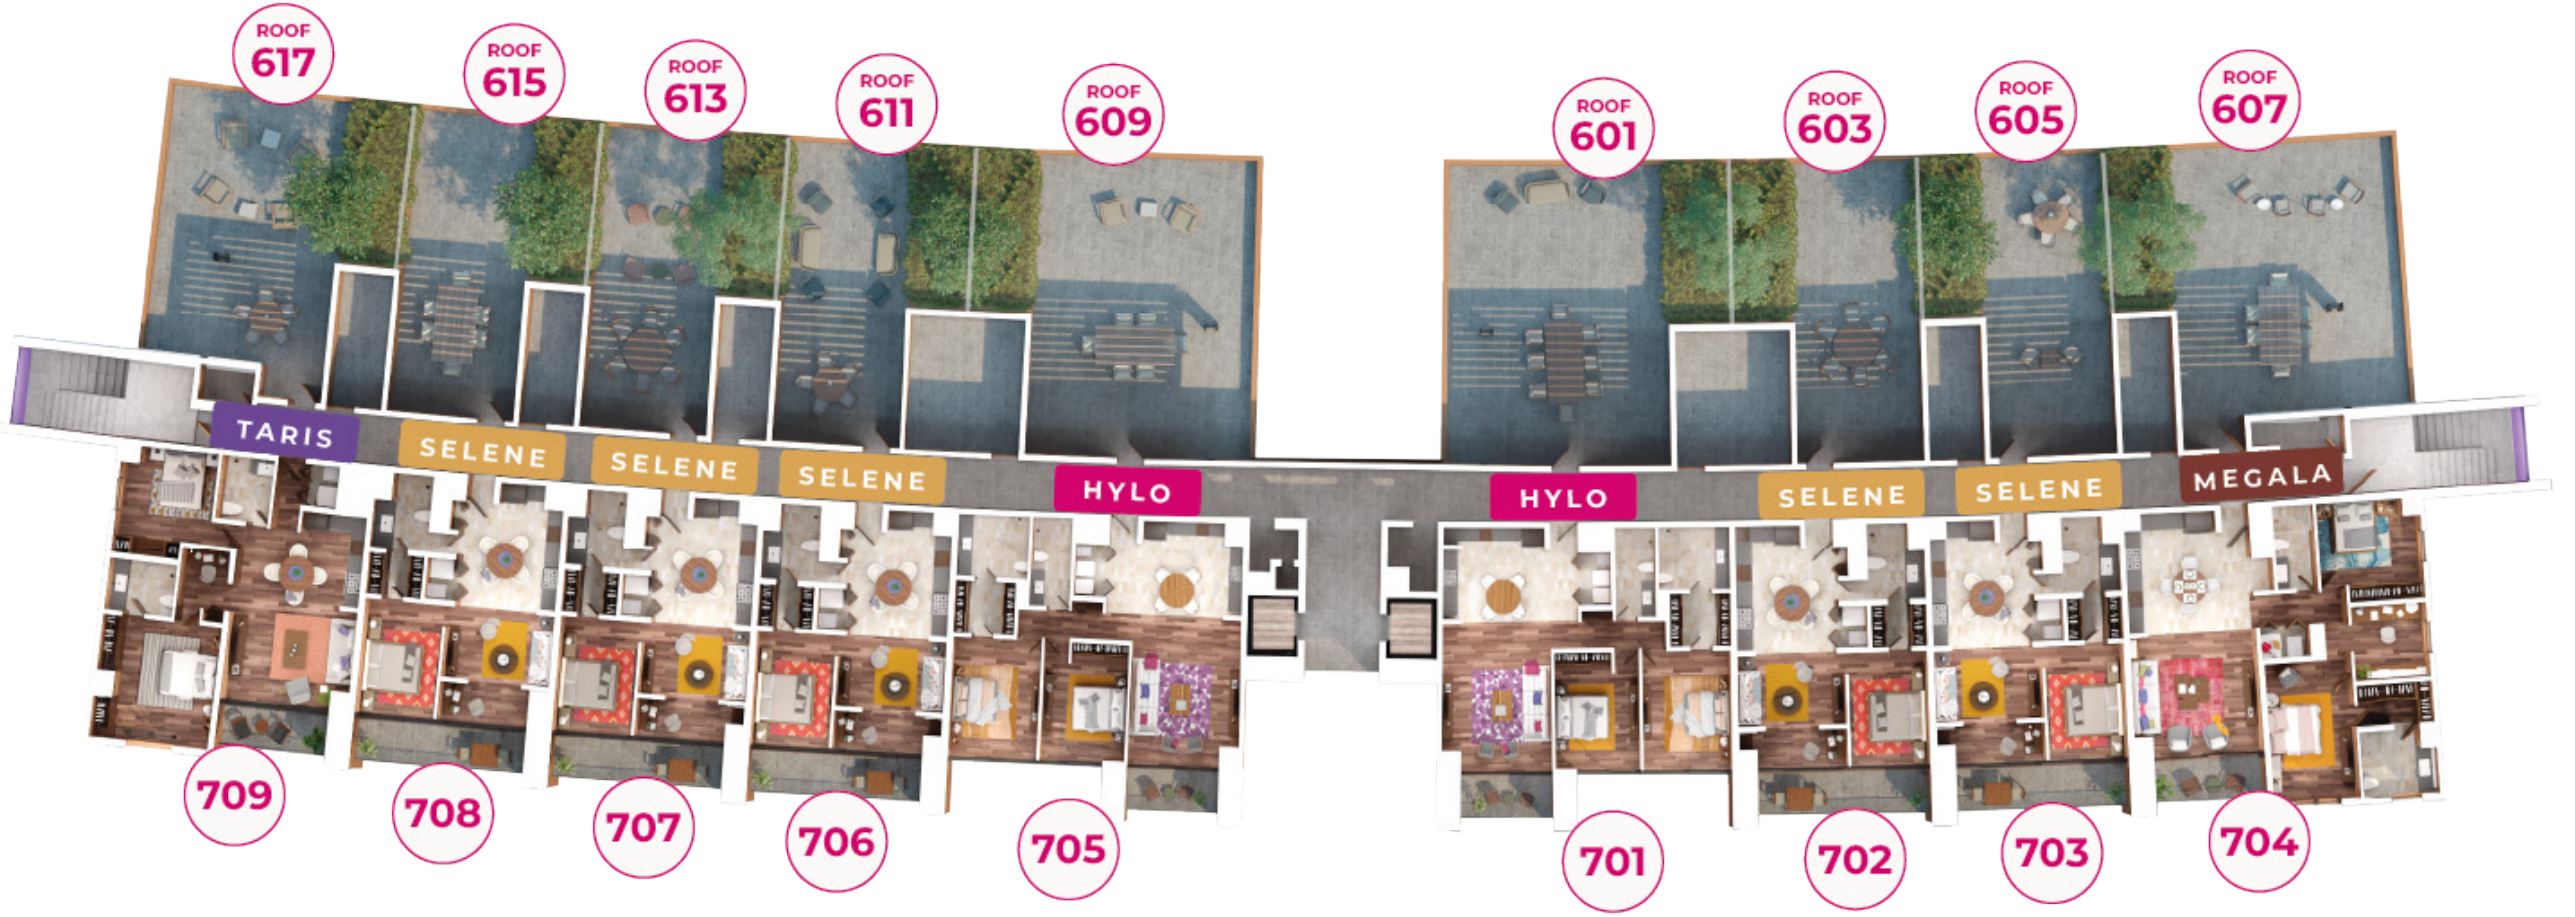 ROOF
617
ROOF
615
ROOF
613
ROOF
611
ROOF
609
ROOF
601
ROOF
603
ROOF
605
ROOF
607
TARIS
SELENE
SELENE
SELENE
HYLO
HYLO
SELENE
SELENE
MEGALA
709
708
707
706
705
701
702
703
704